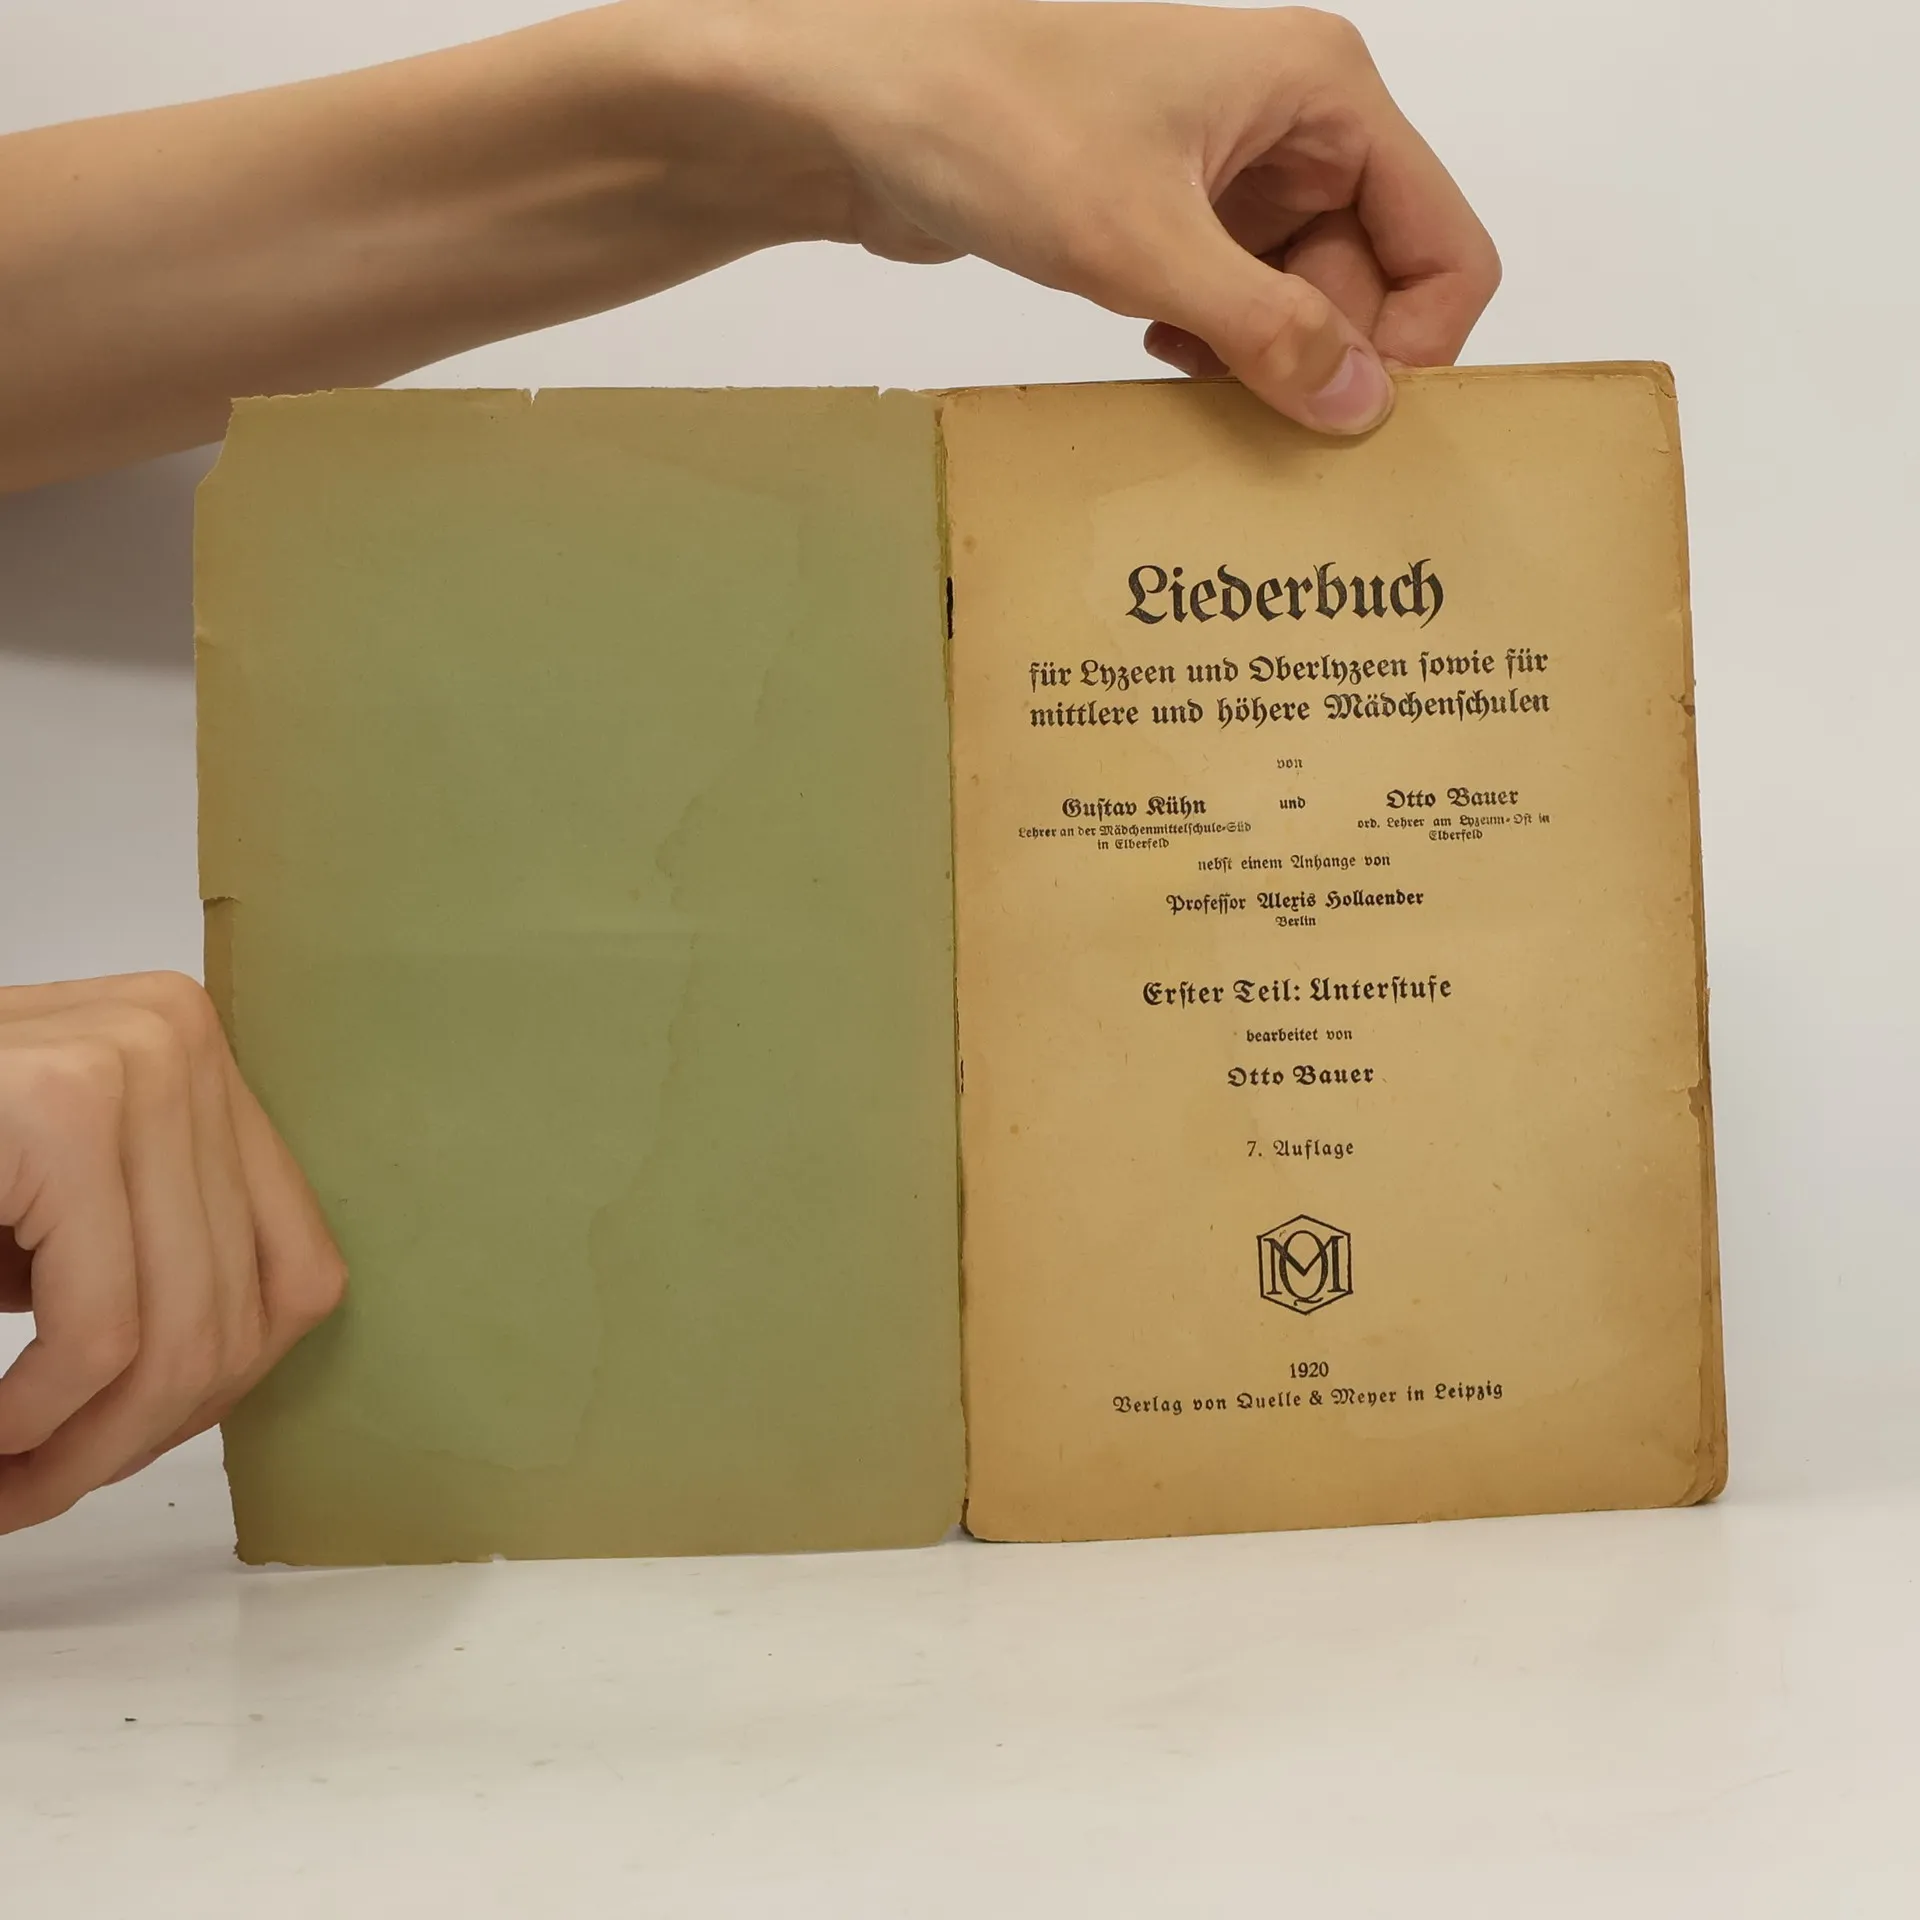 Liederbuch
für Lyzeen und Oberlyzeen sowie für
mittlere und höhere Mädchenschulen
von
Gustav Kühn und Otto Bauer
Lehrer an der Mädchenmittelschule-Süd ord. Lehrer am Lyzeum-Ost in
in Elberfeld Elberfeld
nebst einem Anhange von
Professor Alexis Hollaender
Berlin
Erster Teil: Unterstufe
bearbeitet von
Otto Bauer
7. Auflage
QM
1920
Verlag von Quelle & Meyer in Leipzig